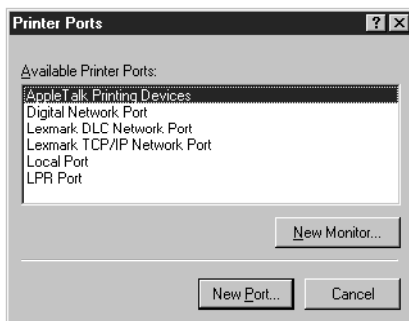 Printer Ports
Available Printer Ports:
AppleTalk Printing Devices
Digital Network Port
Lexmark DLC Network Port
Lexmark TCP/IP Network Port
Local Port
LPR Port
New Monitor...
New Port...
Cancel